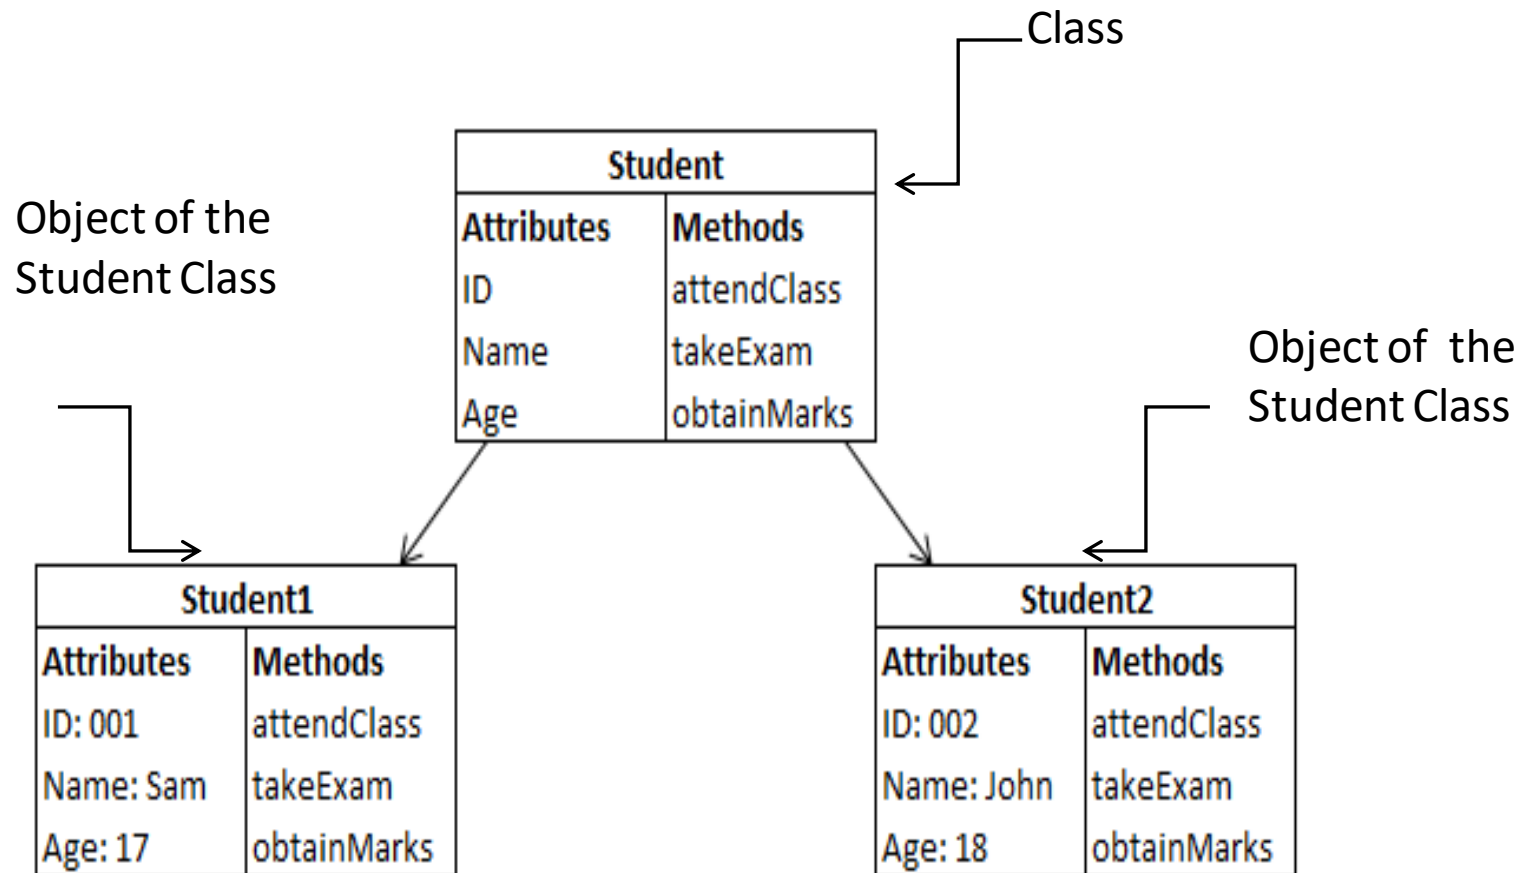 Class
Student
Attributes Methods
ID attendClass
Name takeExam
Age obtainMarks
Object of the
Student Class
Object of the
Student Class
Student1
Attributes Methods
ID: 001 attendClass
Name: Sam takeExam
Age: 17 obtainMarks
Student2
Attributes Methods
ID: 002 attendClass
Name: John takeExam
Age: 18 obtainMarks